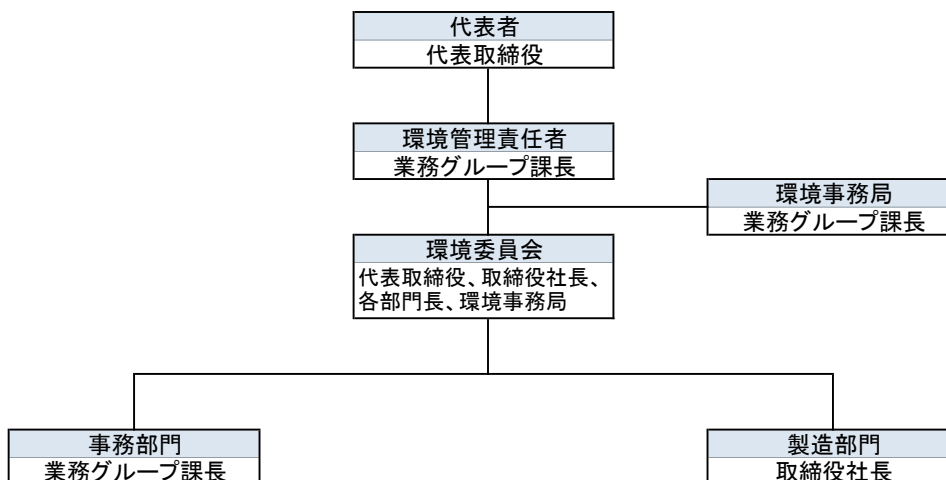 代表者
代表取締役
環境管理責任者
業務グループ課長
環境事務局
業務グループ課長
環境委員会
代表取締役、取締役社長、
各部門長、環境事務局
事務部門
業務グループ課長
製造部門
取締役社長